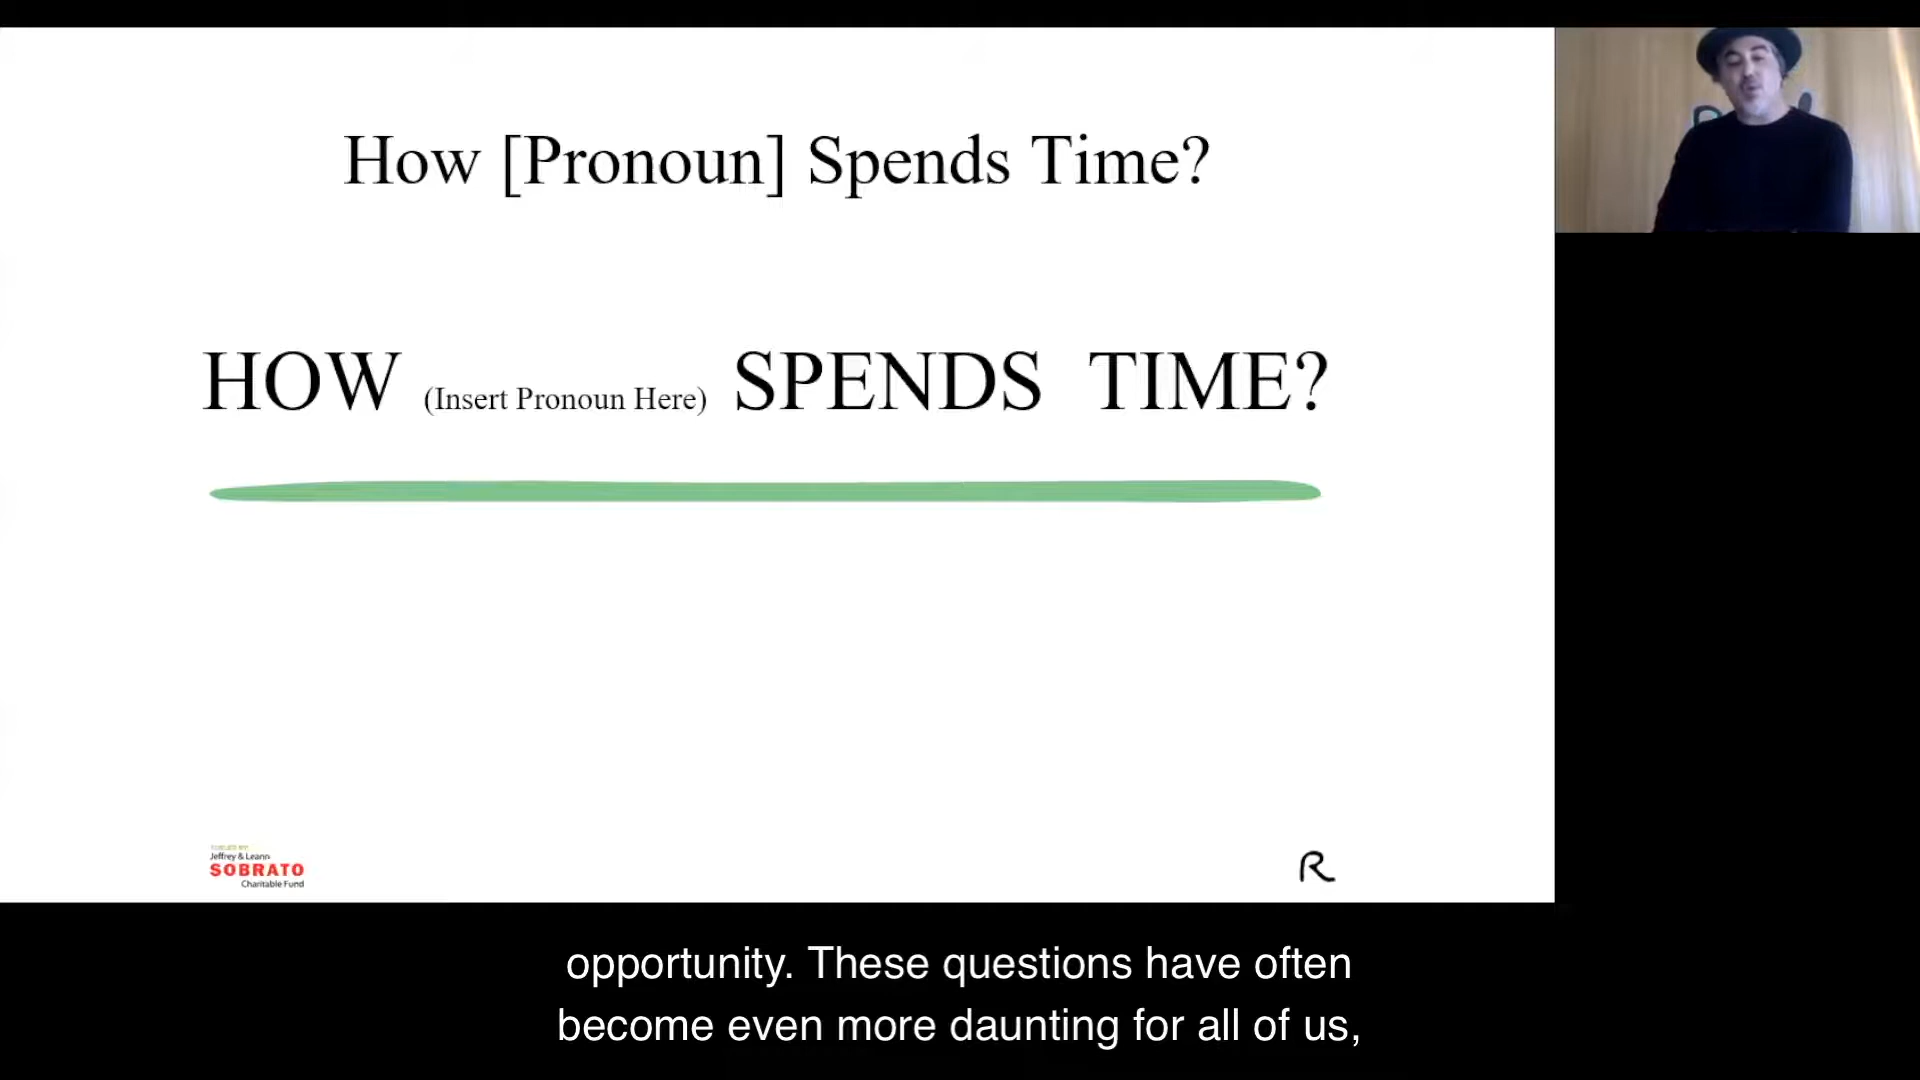 How [Pronoun] Spends Time?
HOW (Insert Pronoun Here) SPENDS TIME?
FUELED BY
Jeffrey & Leann
SOBRATO
Charitable Fund
R
opportunity. These questions have often
become even more daunting for all of us,